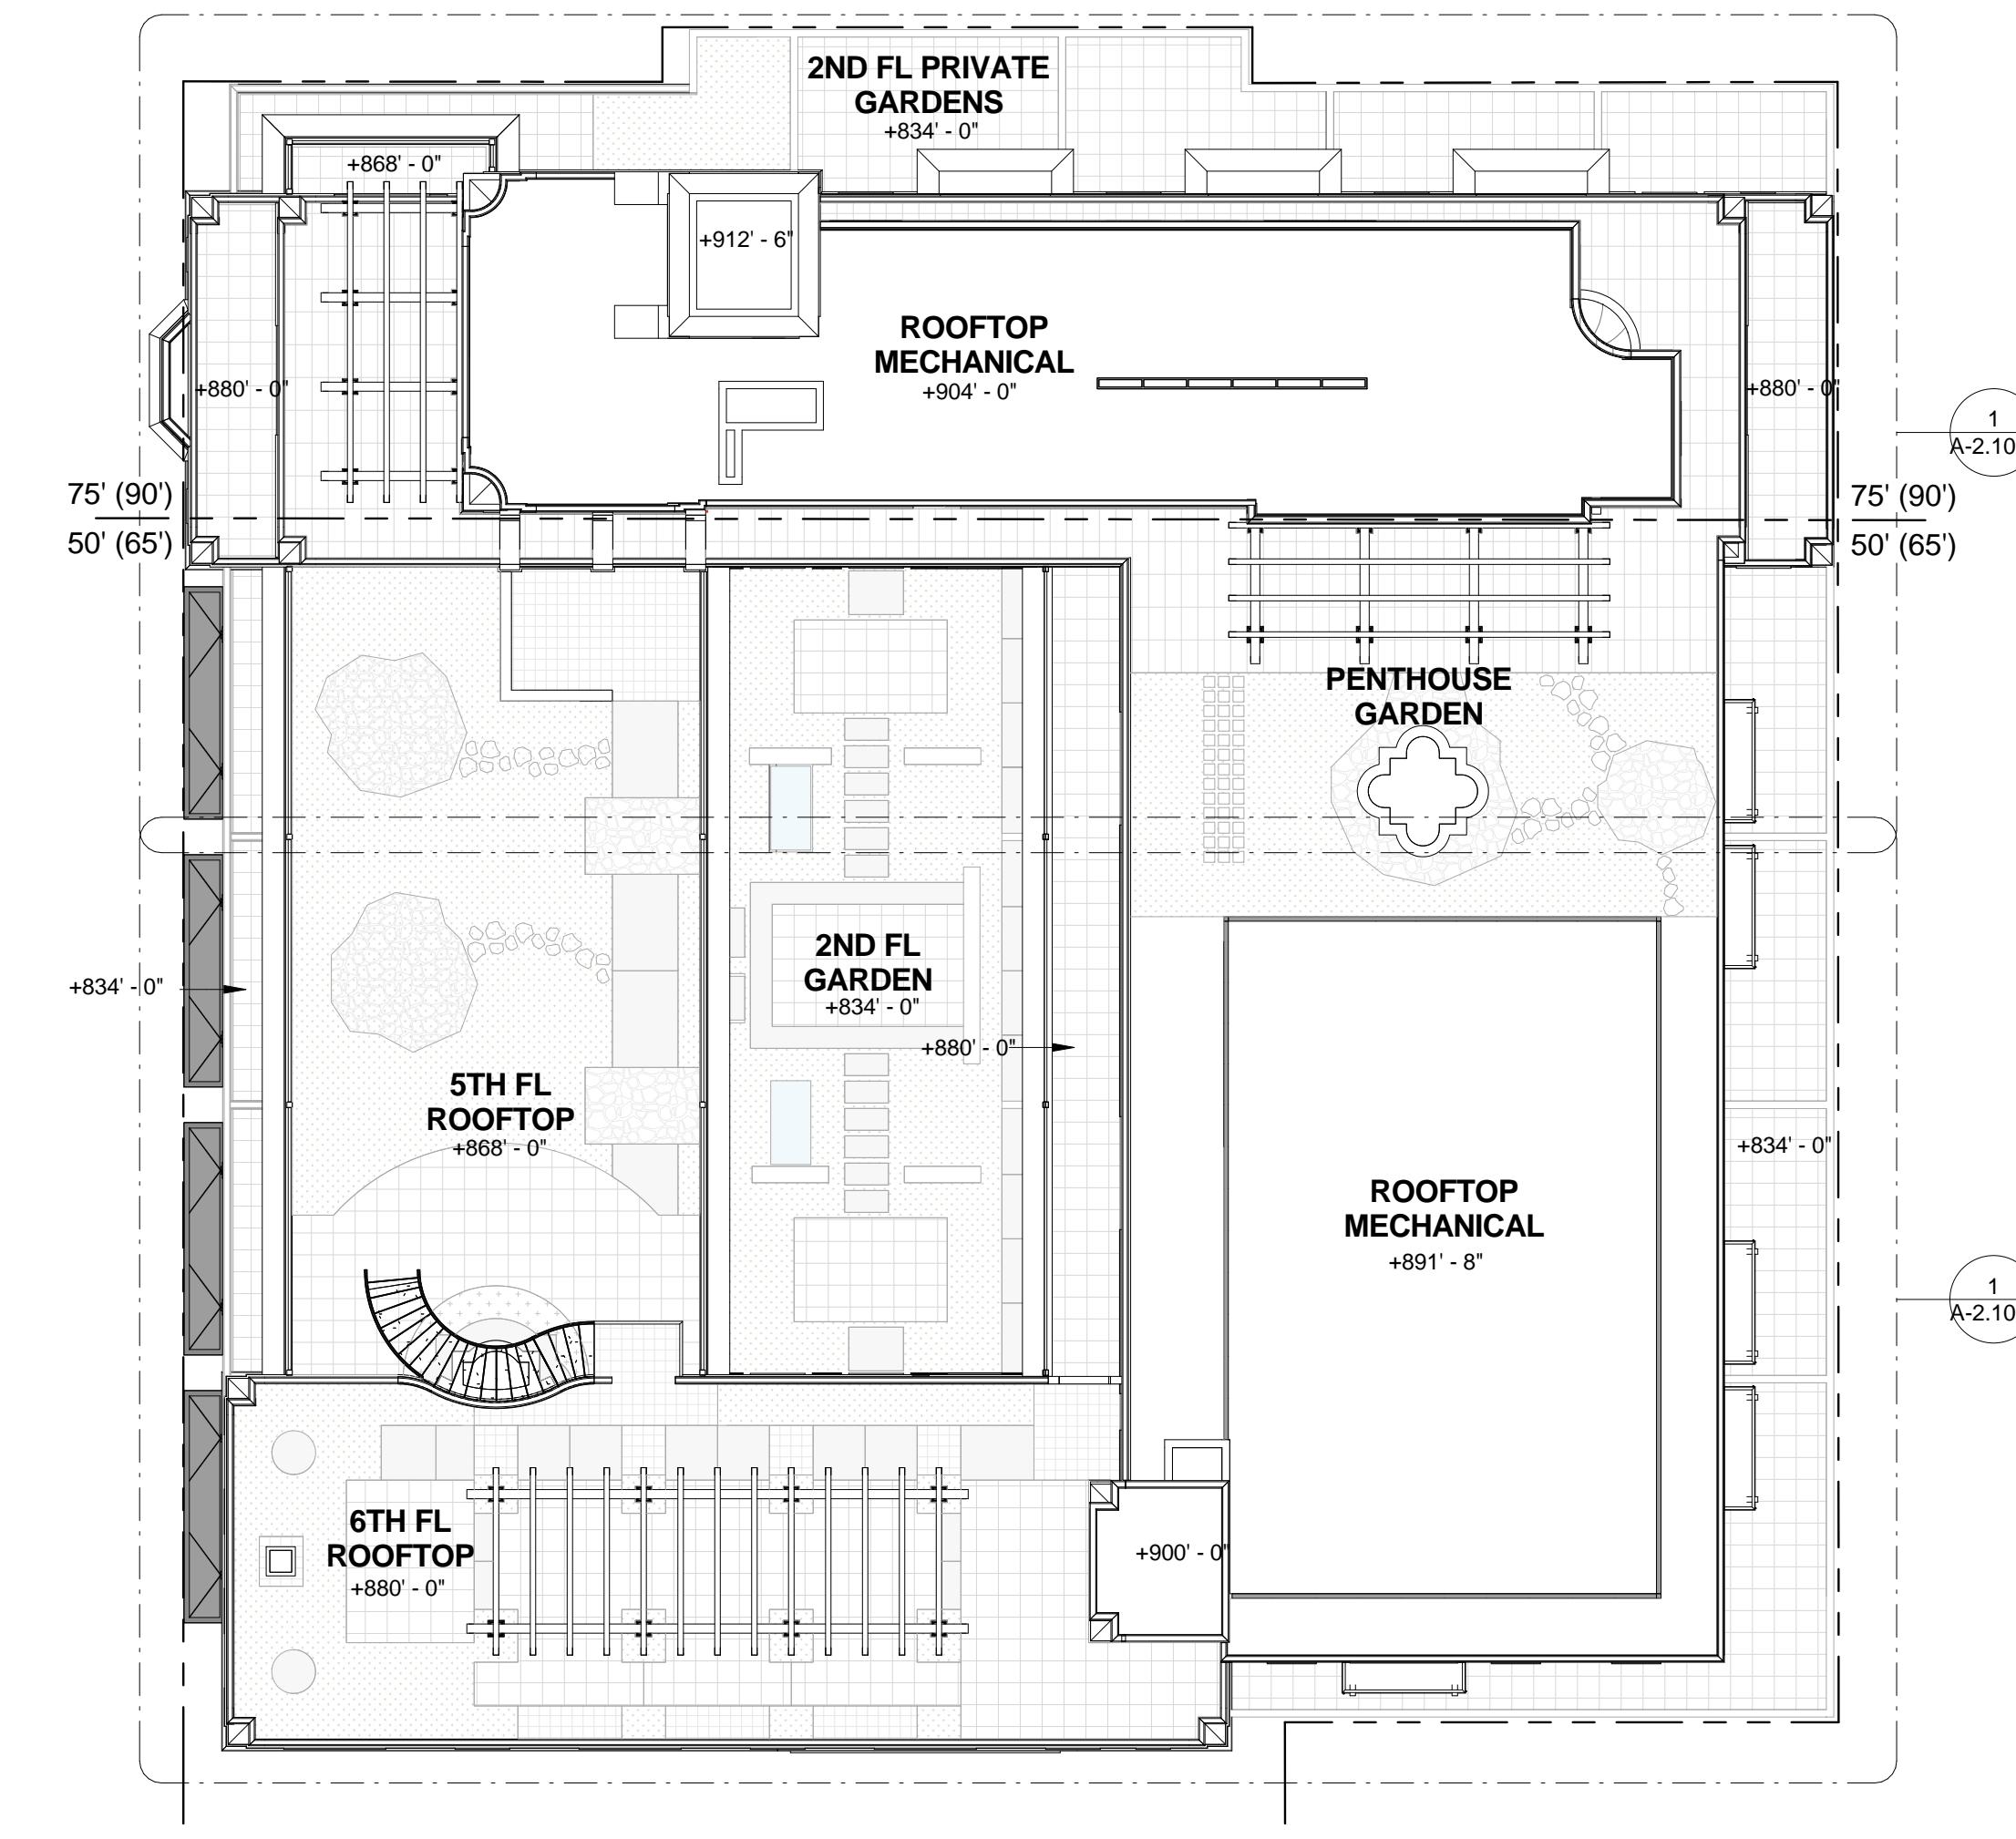 2ND FL PRIVATE
GARDENS
+834' - 0"
+868' - 0"
+912' - 6"
ROOFTOP
MECHANICAL
+904' - 0"
+880' - 0"
+880' - 0"
1
A-2.10
75' (90')
50' (65')
75' (90')
50' (65')
PENTHOUSE
GARDEN
2ND FL
GARDEN
+834' - 0"
+834' - 0"
+880' - 0"
5TH FL
ROOFTOP
+868' - 0"
+834' - 0"
ROOFTOP
MECHANICAL
+891' - 8"
1
A-2.10
6TH FL
ROOFTOP
+880' - 0"
+900' - 0"